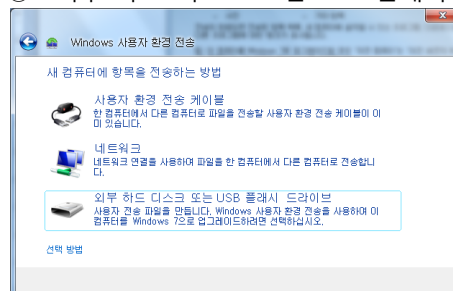 Windows 사용자 환경 전송
새 컴퓨터에 항목을 전송하는 방법
사용자 환경 전송 케이블
한 컴퓨터에서 다른 컴퓨터로 파일을 전송할 사용자 환경 전송 케이블이 이
미 있습니다.
네트워크
네트워크 연결을 사용하여 파일을 한 컴퓨터에서 다른 컴퓨터로 전송합니
다.
외부 하드 디스크 또는 USB 플래시 드라이브
사용자 전송 파일을 만듭니다. Windows 사용자 환경 전송을 사용하여 이
컴퓨터를 Windows 7으로 업그레이드하려면 선택하십시오.
선택 방법